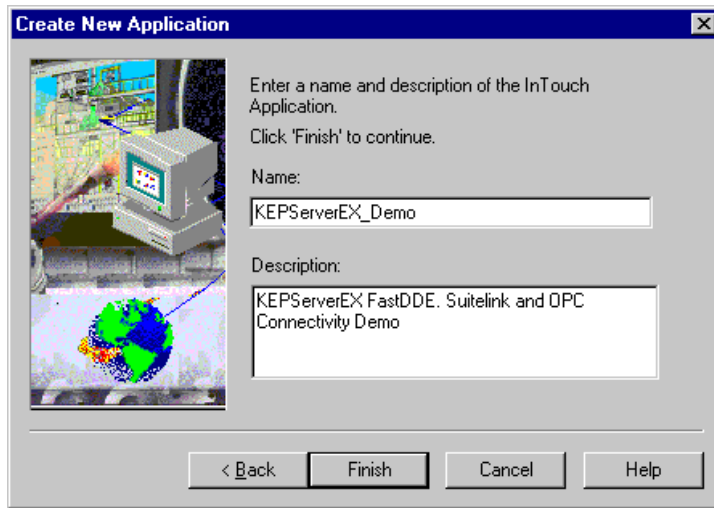 Create New Application
Enter a name and description of the InTouch
Application.
Click 'Finish' to continue.
Name:
KEPServerEX_Demo
Description:
KEPServerEX FastDDE. Suitelink and OPC
Connectivity Demo
< Back
Finish
Cancel
Help